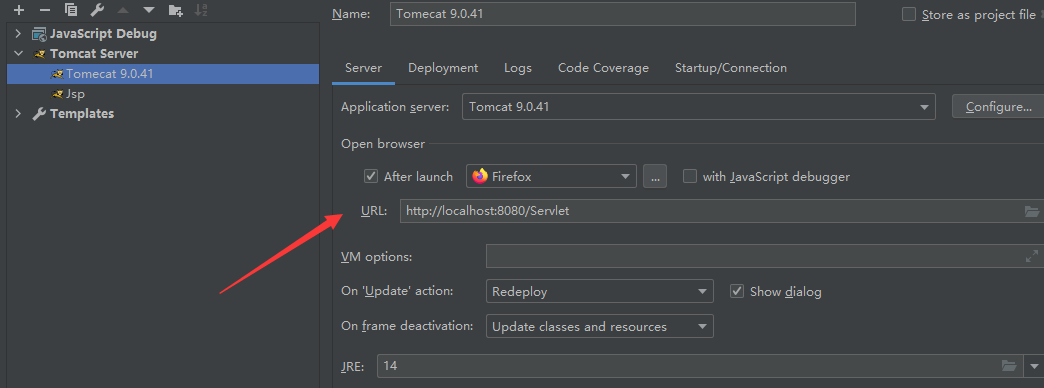 Name: Tomecat 9.0.41
Store as project file
JavaScript Debug
Tomcat Server
Tomecat 9.0.41
Jsp
Templates
Server Deployment Logs Code Coverage Startup/Connection
Application server: Tomcat 9.0.41 Configure...
Open browser
After launch Firefox ... with JavaScript debugger
URL: http://localhost:8080/Servlet
VM options:
On 'Update' action: Redeploy Show dialog
On frame deactivation: Update classes and resources
JRE: 14